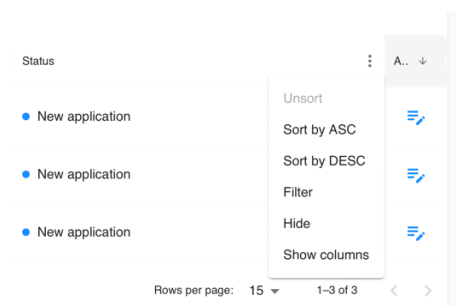 Status
A..
Unsort
New application
Sort by ASC
Sort by DESC
New application
Filter
Hide
New application
Show columns
Rows per page: 15 1–3 of 3